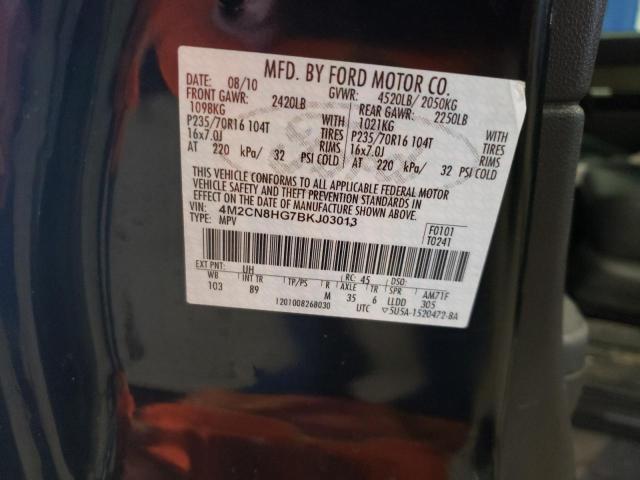 MFD. BY FORD MOTOR CO.
DATE: 08/10 GVWR: 4520LB/ 2050KG
FRONT GAWR: 2420LB REAR GAWR: 2250LB
1098KG 1021KG
P235/70R16 104T WITH TIRES P235/70R16 104T WITH TIRES
16x7.0J RIMS 16x7.0J RIMS
AT 220 kPa/ 32 PSI COLD AT 220 kPa/ 32 PSI COLD
THIS VEHICLE CONFORMS TO ALL APPLICABLE FEDERAL MOTOR
VEHICLE SAFETY AND THEFT PREVENTION STANDARDS IN
EFFECT ON THE DATE OF MANUFACTURE SHOWN ABOVE.
VIN: 4M2CN8HG7BKJ03013 F0101
TYPE: MPV T0241
EXT PNT: UH RC: 45 DSO:
WB INT TR TP/PS R AXLE TR SPR AM71F
103 89 M 35 6 LLDD 305
1201008268030 UTC ▽5U5A-1520472-BA